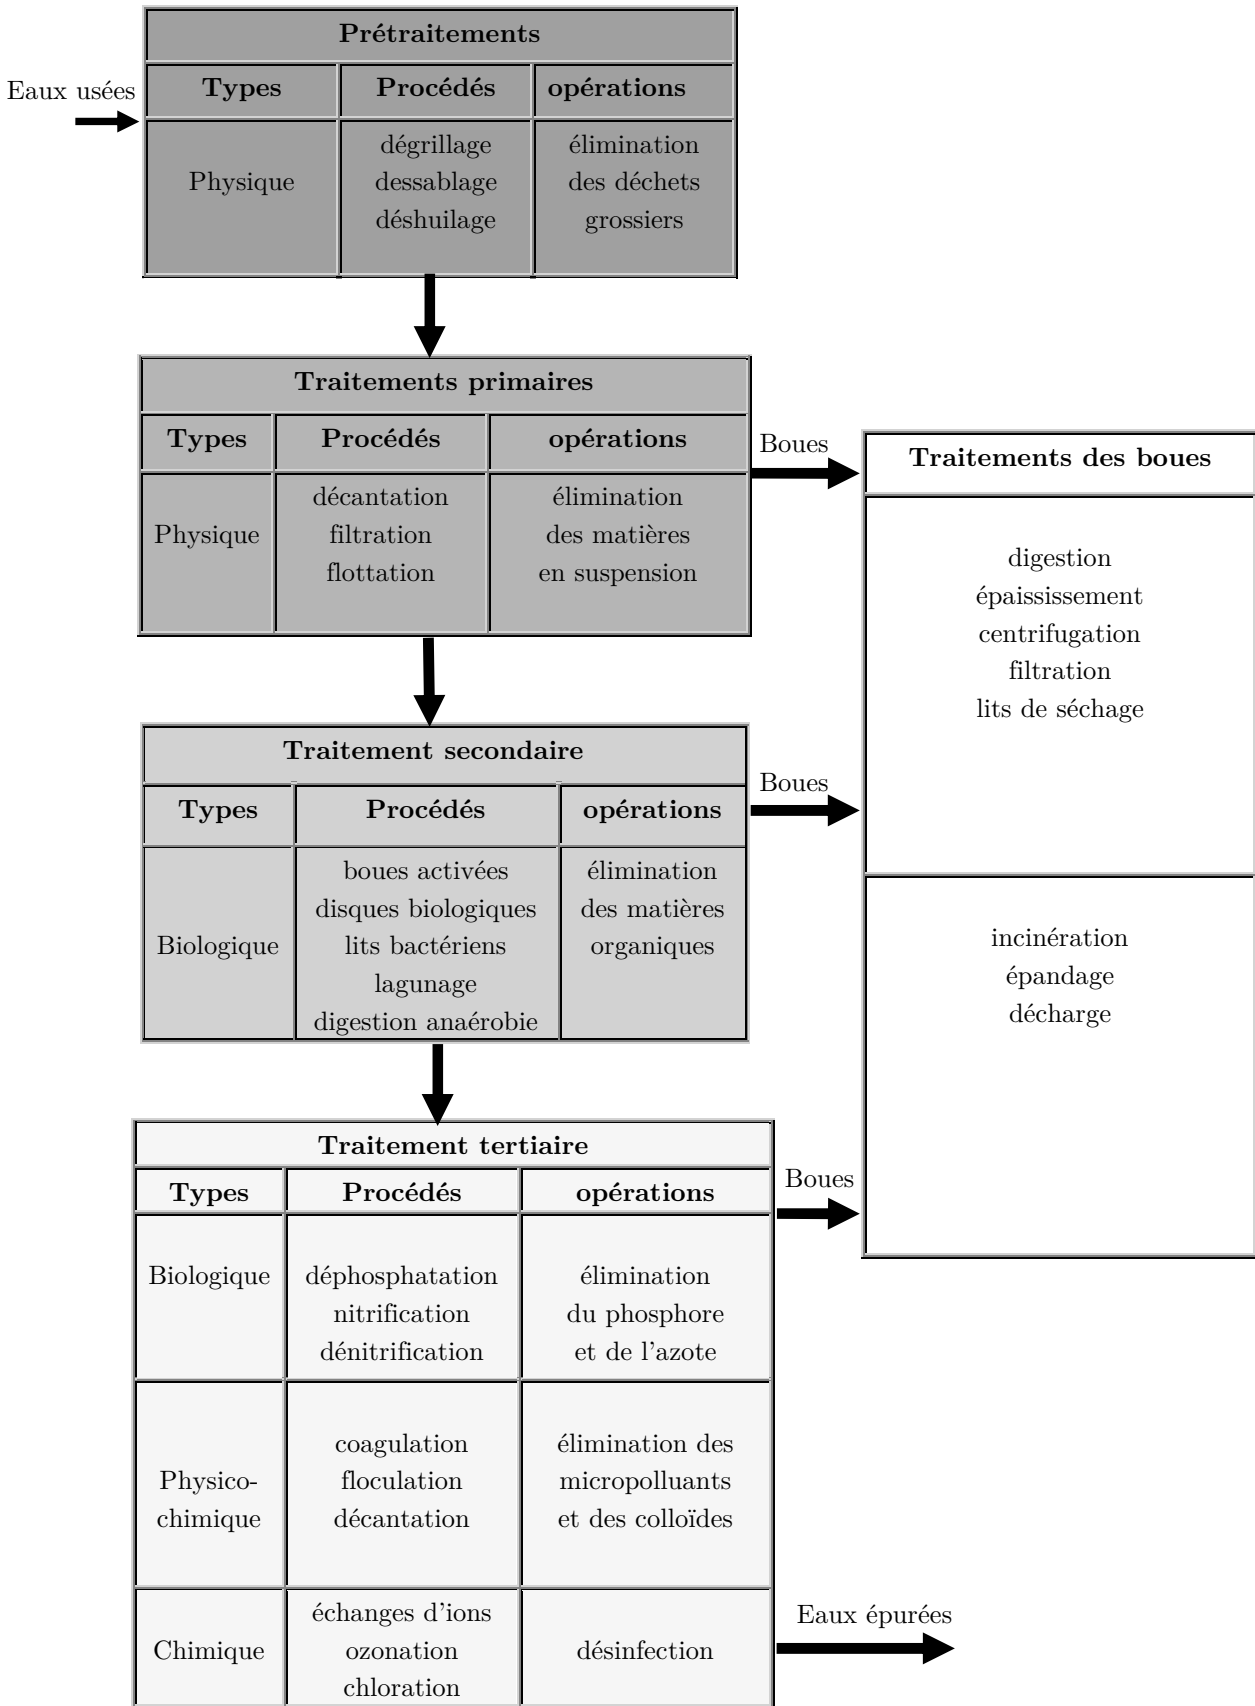 Eaux usées
Prétraitements
Types Procédés opérations
Physique
dégrillage
dessablage
déshuilage
élimination
des déchets
grossiers
Traitements primaires
Types Procédés opérations
Physique
décantation
filtration
flottation
élimination
des matières
en suspension
Boues
Traitement secondaire
Types Procédés opérations
Biologique
boues activées
disques biologiques
lits bactériens
lagunage
digestion anaérobie
élimination
des matières
organiques
Boues
Traitement tertiaire
Types Procédés opérations
Biologique
déphosphatation
nitrification
dénitrification
élimination
du phosphore
et de l'azote
Physico-
chimique
coagulation
floculation
décantation
élimination des
micropolluants
et des colloïdes
Chimique
échanges d'ions
ozonation
chloration
désinfection
Boues
Eaux épurées
Traitements des boues
digestion
épaississement
centrifugation
filtration
lits de séchage
incinération
épandage
décharge